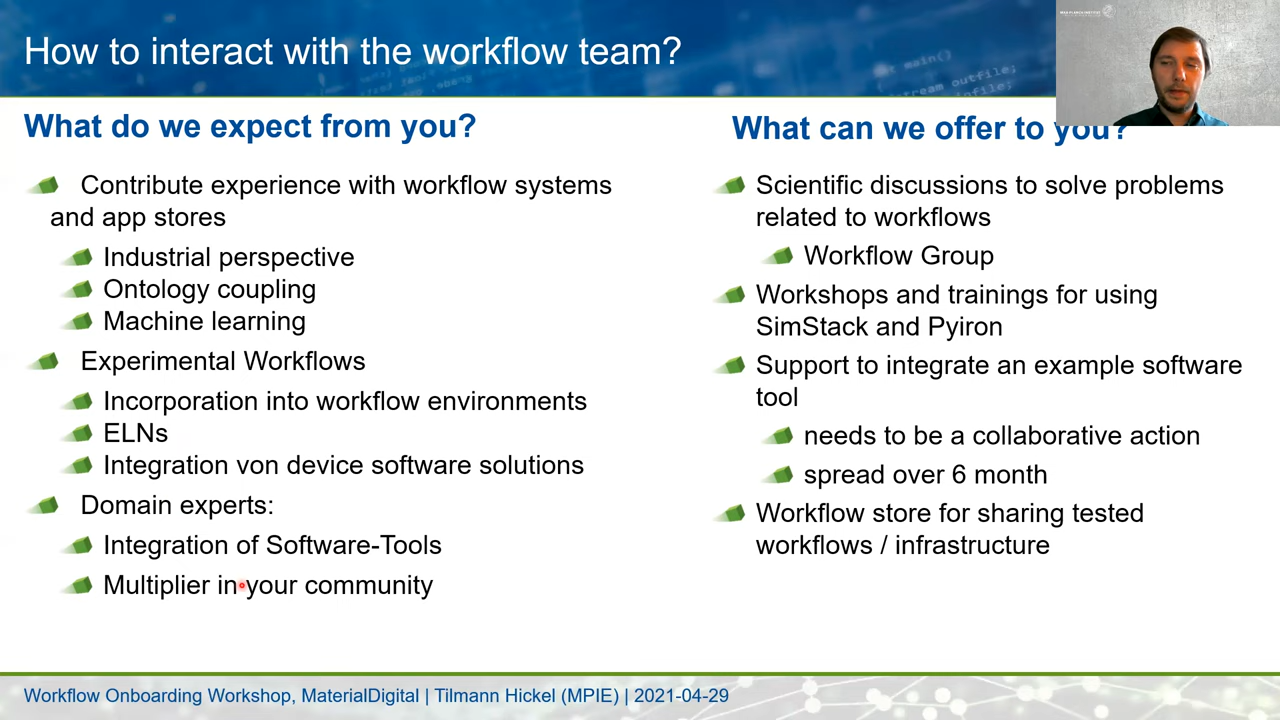 How to interact with the workflow team?
What do we expect from you?
Contribute experience with workflow systems
and app stores
Industrial perspective
Ontology coupling
Machine learning
Experimental Workflows
Incorporation into workflow environments
ELNs
Integration von device software solutions
Domain experts:
Integration of Software-Tools
Multiplier in your community
What can we offer to you?
Scientific discussions to solve problems
related to workflows
Workflow Group
Workshops and trainings for using
SimStack and Pyiron
Support to integrate an example software
tool
needs to be a collaborative action
spread over 6 month
Workflow store for sharing tested
workflows / infrastructure
Workflow Onboarding Workshop, MaterialDigital | Tilmann Hickel (MPIE) | 2021-04-29